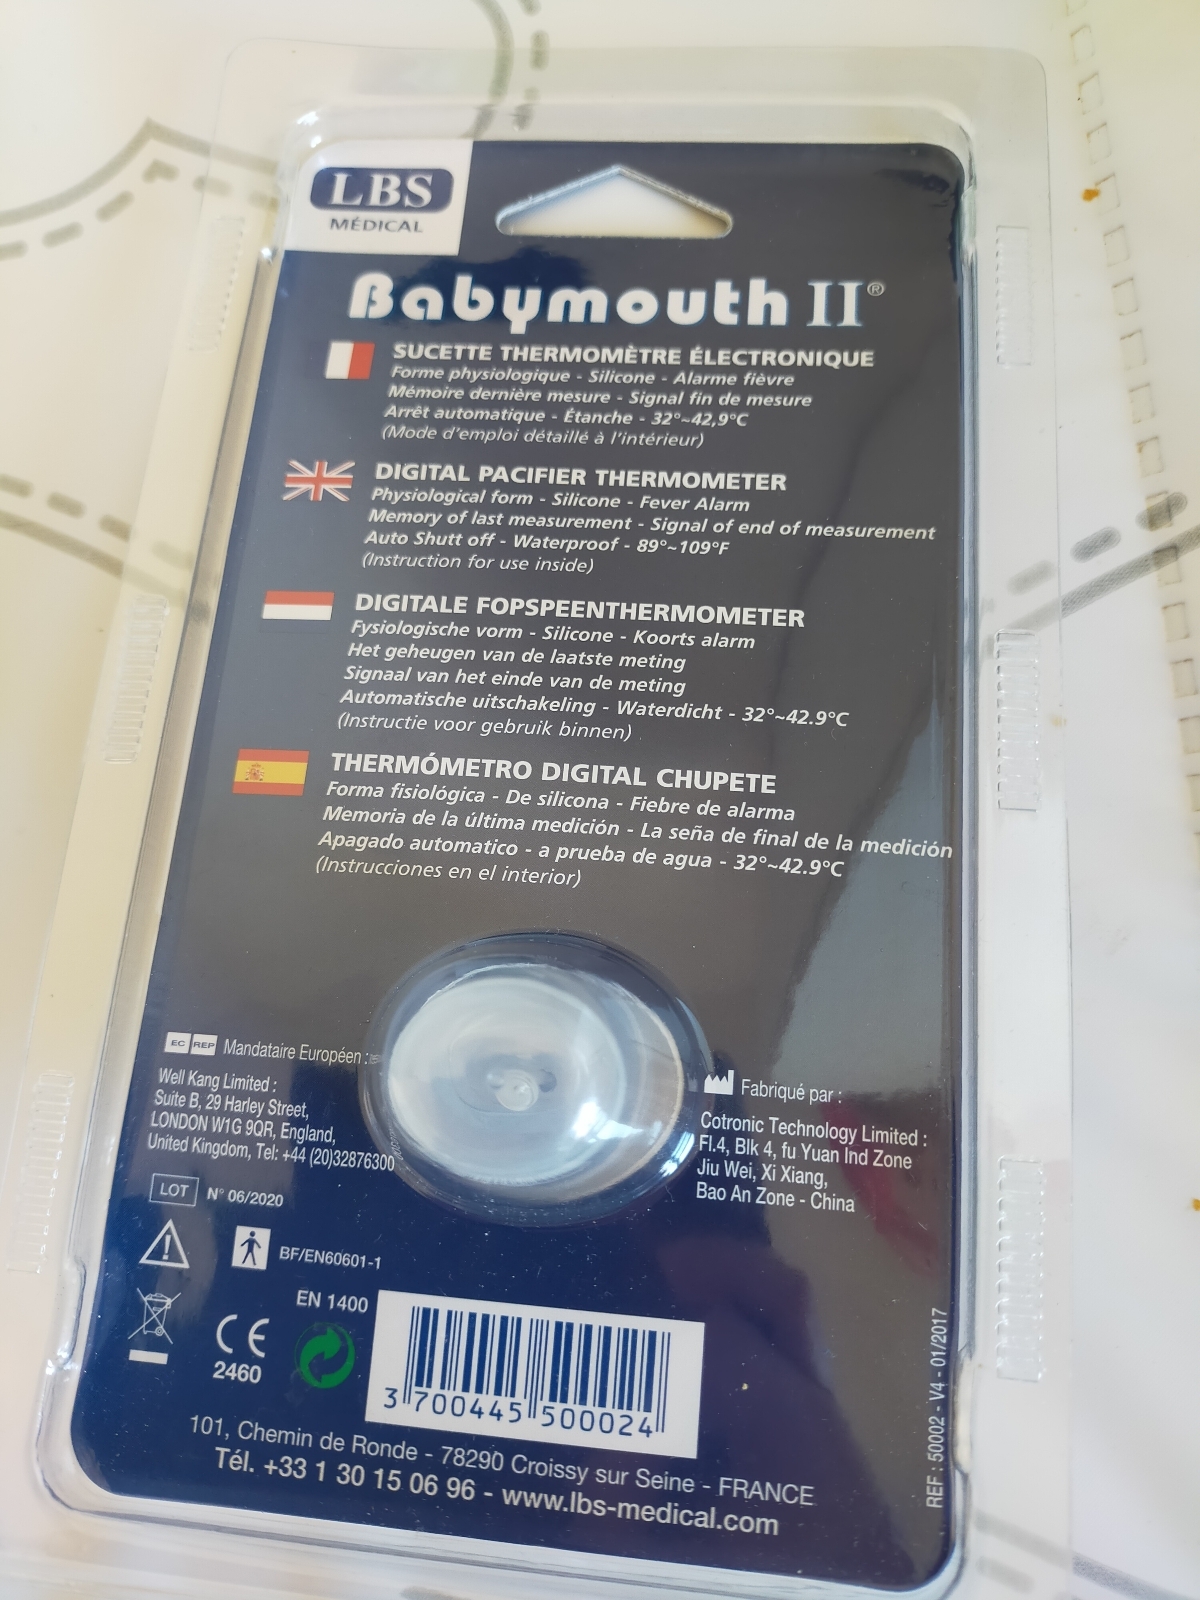 LBS
MÉDICAL
Babymouth II®
SUCETTE THERMOMÈTRE ÉLECTRONIQUE
Forme physiologique - Silicone - Alarme fièvre
Mémoire dernière mesure - Signal fin de mesure
Arrêt automatique - Étanche - 32°~42,9°C
(Mode d'emploi détaillé à l'intérieur)
DIGITAL PACIFIER THERMOMETER
Physiological form - Silicone - Fever Alarm
Memory of last measurement - Signal of end of measurement
Auto Shutt off - Waterproof - 89°~109°F
(Instruction for use inside)
DIGITALE FOPSPEENTHERMOMETER
Fysiologische vorm - Silicone - Koorts alarm
Het geheugen van de laatste meting
Signaal van het einde van de meting
Automatische uitschakeling - Waterdicht - 32°~42.9°C
(Instructie voor gebruik binnen)
THERMÓMETRO DIGITAL CHUPETE
Forma fisiológica - De silicona - Fiebre de alarma
Memoria de la última medición - La seña de final de la medición
Apagado automatico - a prueba de agua - 32°~42.9°C
(Instrucciones en el interior)
EC REP Mandataire Européen :
Well Kang Limited :
Suite B, 29 Harley Street,
LONDON W1G 9QR, England,
United Kingdom, Tel: +44 (20)32876300
Fabriqué par :
Cotronic Technology Limited :
Fl.4, Blk 4, fu Yuan Ind Zone
Jiu Wei, Xi Xiang,
Bao An Zone - China
LOT N° 06/2020
BF/EN60601-1
EN 1400
CE
2460
3 700445 500024
101, Chemin de Ronde - 78290 Croissy sur Seine - FRANCE
Tél. +33 1 30 15 06 96 - www.lbs-medical.com
REF : 50002 - V4 - 01/2017